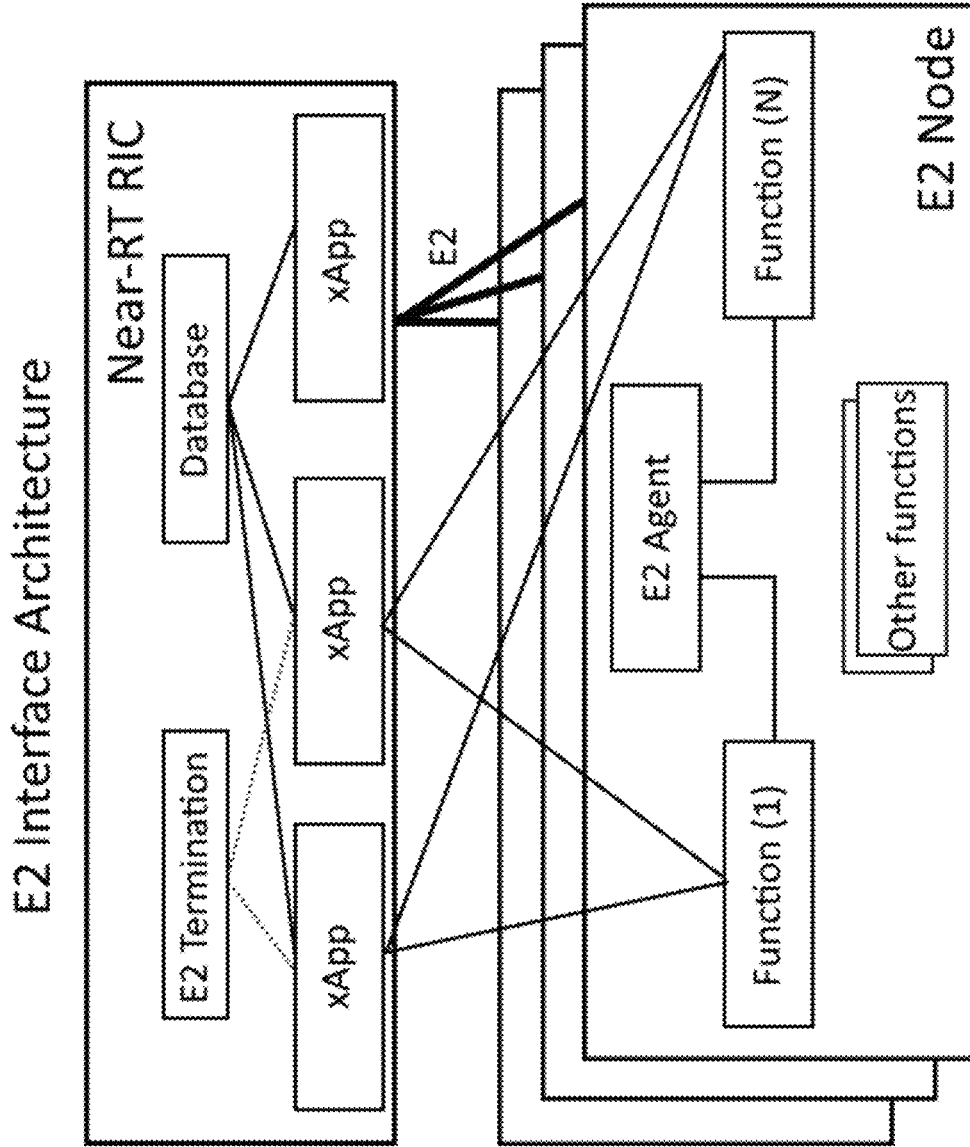 E2 Interface Architecture
Near-RT RIC
E2 Termination
Database
xApp
xApp
xApp
E2
E2 Agent
Function (1)
Function (N)
Other functions
E2 Node